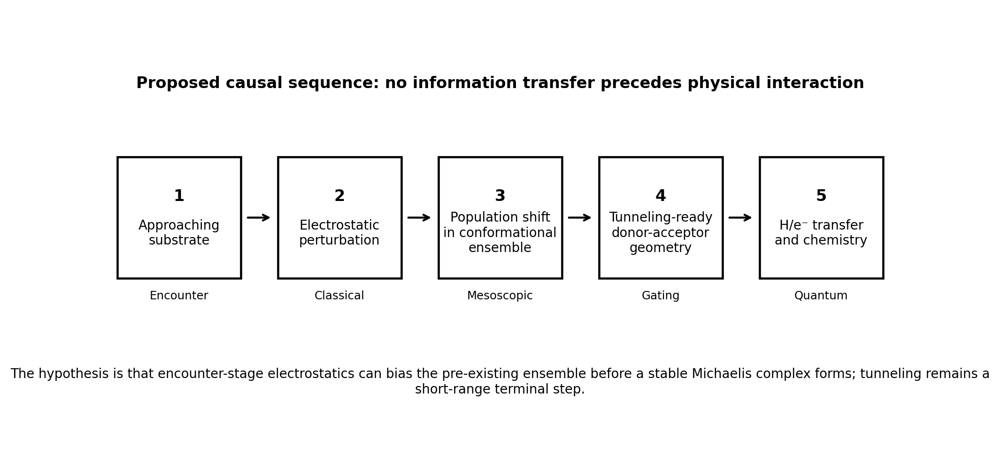 Proposed causal sequence: no information transfer precedes physical interaction
1
Approaching
substrate
Encounter
2
Electrostatic
perturbation
Classical
3
Population shift
in conformational
ensemble
Mesoscopic
4
Tunneling-ready
donor-acceptor
geometry
Gating
5
H/e⁻ transfer
and chemistry
Quantum
The hypothesis is that encounter-stage electrostatics can bias the pre-existing ensemble before a stable Michaelis complex forms; tunneling remains a
short-range terminal step.